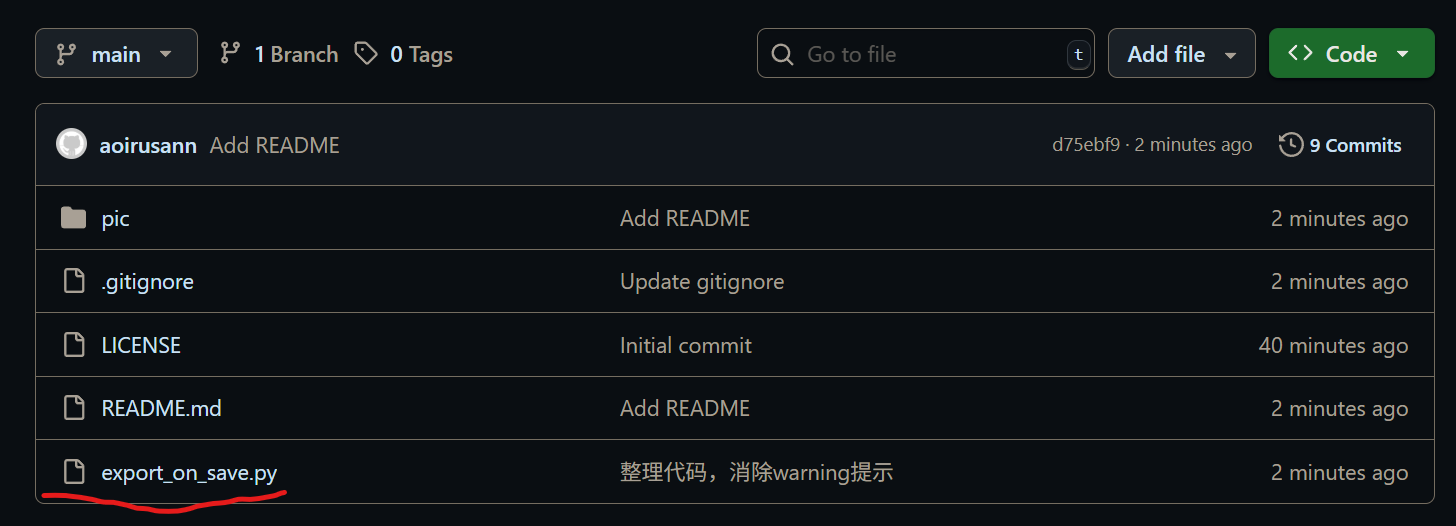 main 1 Branch 0 Tags Go to file t Add file Code
aoirusann Add README d75ebf9 · 2 minutes ago 9 Commits
pic Add README 2 minutes ago
.gitignore Update gitignore 2 minutes ago
LICENSE Initial commit 40 minutes ago
README.md Add README 2 minutes ago
export_on_save.py 整理代码，消除warning提示 2 minutes ago